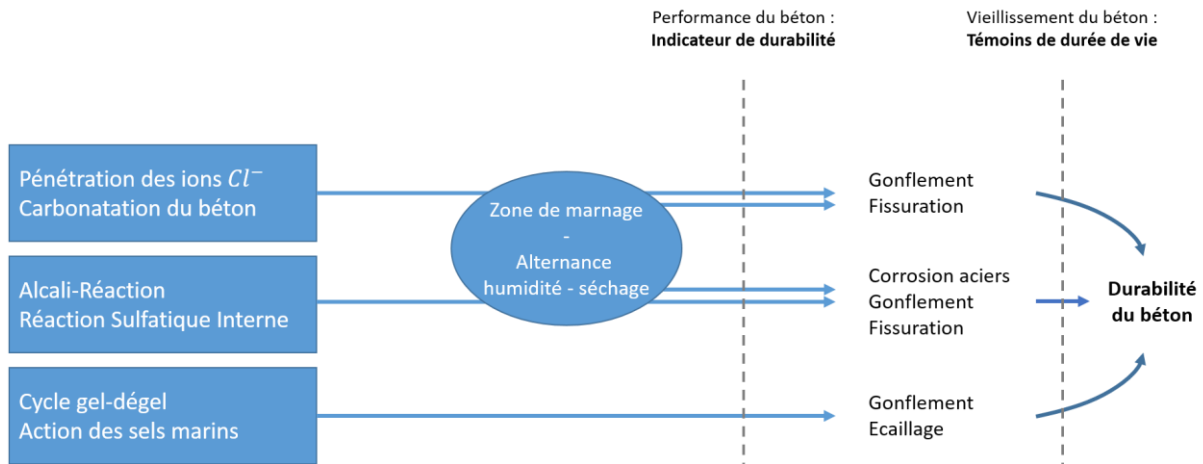 Performance du béton :
Indicateur de durabilité
Vieillissement du béton :
Témoins de durée de vie
Pénétration des ions Cl⁻
Carbonatation du béton
Zone de marnage
-
Alternance
humidité - séchage
Gonflement
Fissuration
Alcali-Réaction
Réaction Sulfatique Interne
Corrosion aciers
Gonflement
Fissuration
Durabilité
du béton
Cycle gel-dégel
Action des sels marins
Gonflement
Ecaillage